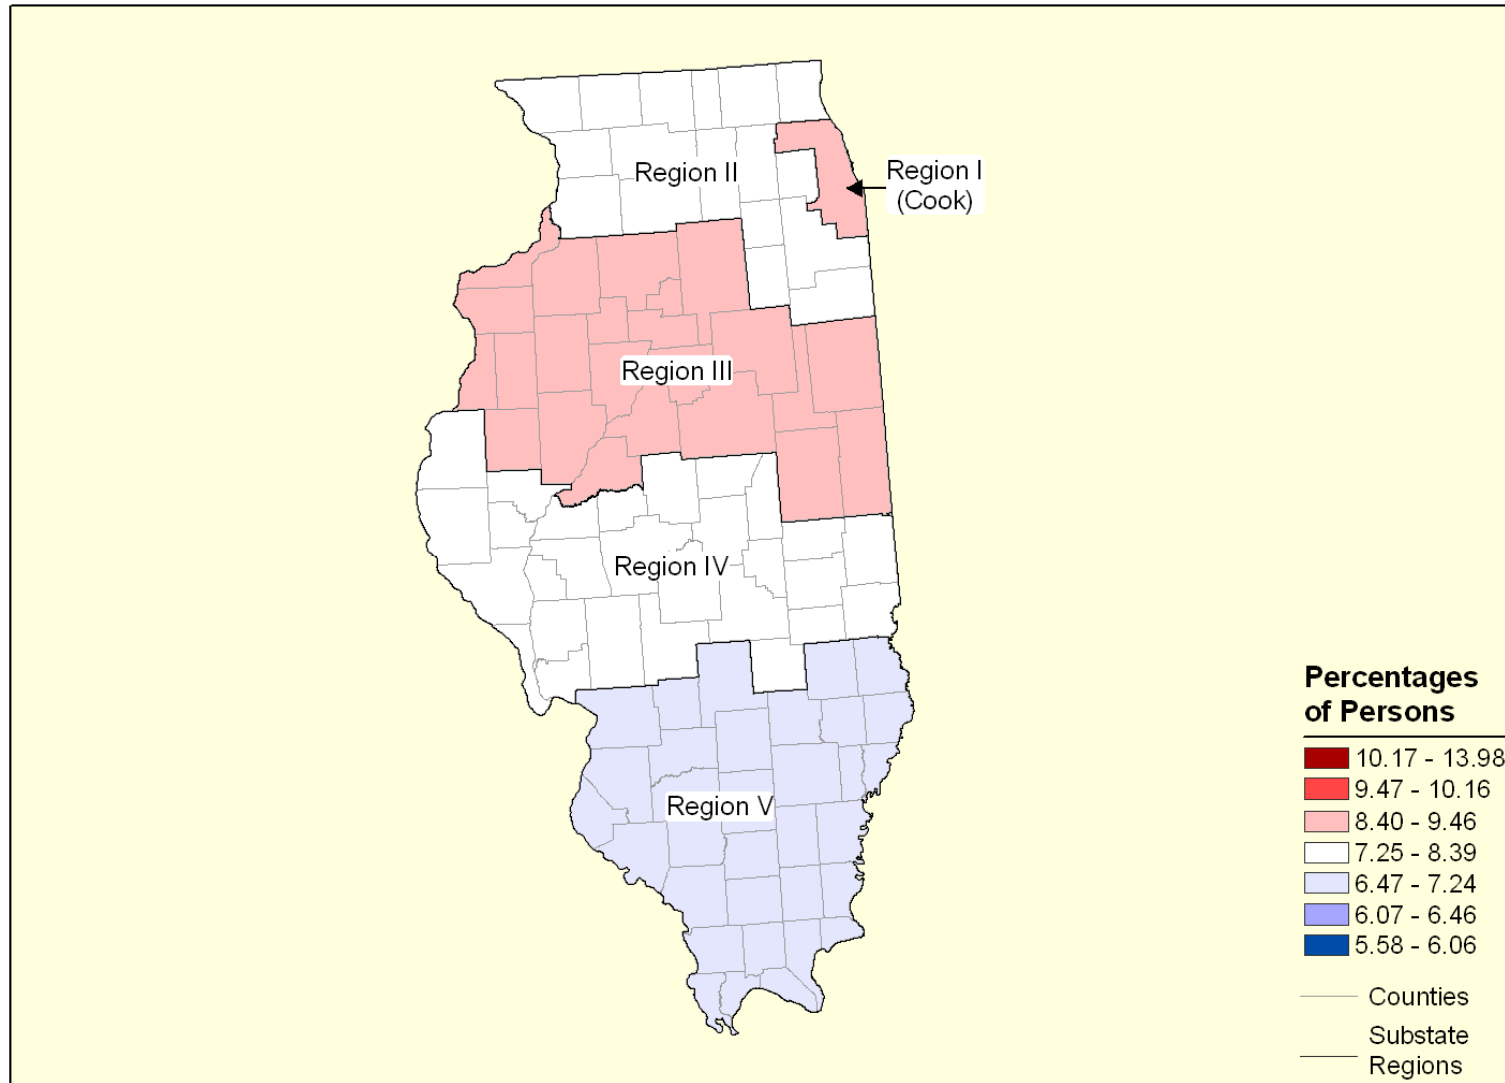 Region II
Region I
(Cook)
Region III
Region IV
Region V
Percentages
of Persons
10.17 - 13.98
9.47 - 10.16
8.40 - 9.46
7.25 - 8.39
6.47 - 7.24
6.07 - 6.46
5.58 - 6.06
Counties
Substate
Regions